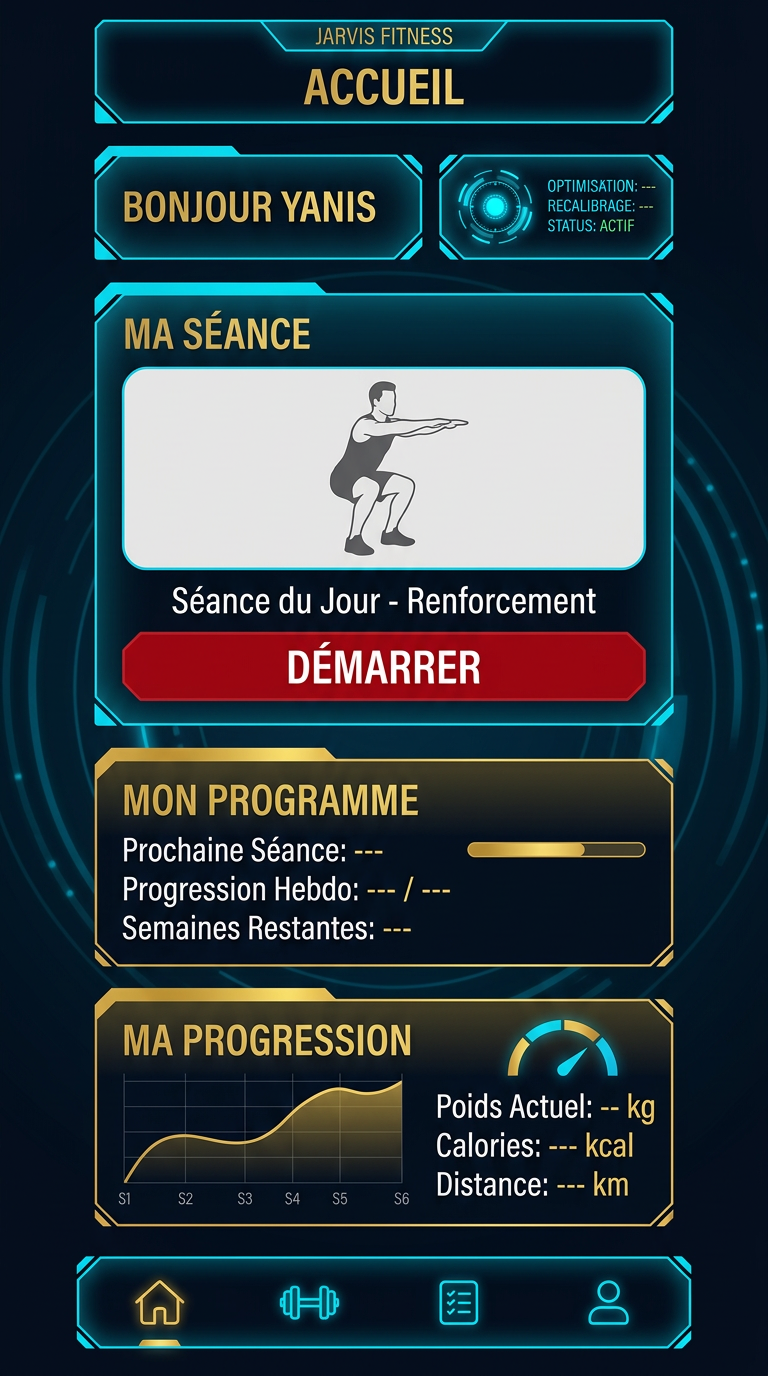 JARVIS FITNESS
ACCUEIL
BONJOUR YANIS
OPTIMISATION: ---
RECALIBRAGE: ---
STATUS: ACTIF
MA SÉANCE
Séance du Jour - Renforcement
DÉMARRER
MON PROGRAMME
Prochaine Séance: ---
Progression Hebdo: --- / ---
Semaines Restantes: ---
MA PROGRESSION
Poids Actuel: -- kg
Calories: --- kcal
Distance: --- km
S1 S2 S3 S4 S5 S6